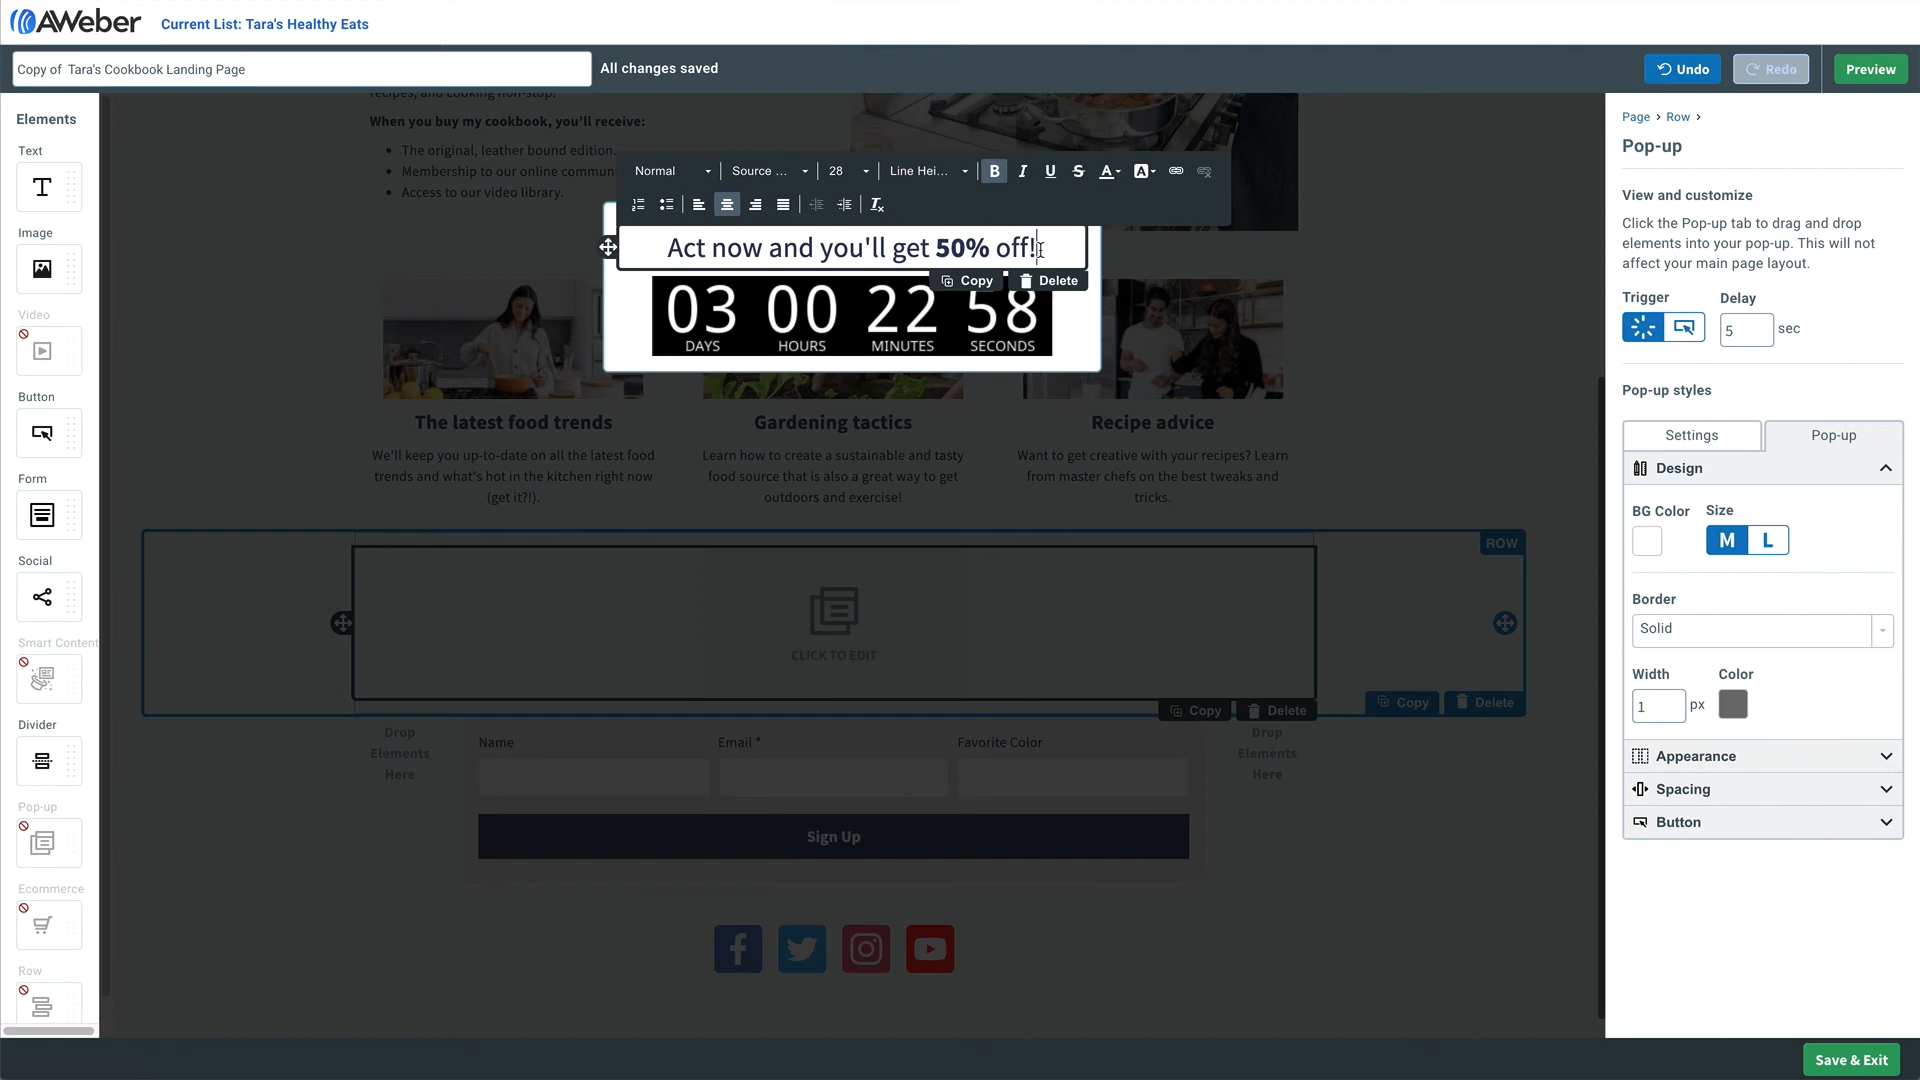 AWeber
Current List: Tara's Healthy Eats
Copy of Tara's Cookbook Landing Page
All changes saved
Undo
Redo
Preview
Elements
Text
Image
Video
Button
Form
Social
Smart Content
Divider
Pop-up
Ecommerce
Row
recipes, and cooking non-stop!
When you buy my cookbook, you'll receive:
The original, leather bound edition.
Membership to our online commun
Access to our video library.
Normal
Source ...
28
Line Hei...
Act now and you'll get 50% off!
Copy
Delete
03 00 22 58
DAYS HOURS MINUTES SECONDS
The latest food trends
We'll keep you up-to-date on all the latest food
trends and what's hot in the kitchen right now
(get it?!).
Gardening tactics
Learn how to create a sustainable and tasty
food source that is also a great way to get
outdoors and exercise!
Recipe advice
Want to get creative with your recipes? Learn
from master chefs on the best tweaks and
tricks.
ROW
CLICK TO EDIT
Copy
Delete
Copy
Delete
Drop
Elements
Here
Name
Email *
Favorite Color
Drop
Elements
Here
Sign Up
Page > Row >
Pop-up
View and customize
Click the Pop-up tab to drag and drop
elements into your pop-up. This will not
affect your main page layout.
Trigger
Delay
5
sec
Pop-up styles
Settings
Pop-up
Design
BG Color
Size
M
L
Border
Solid
Width
Color
1
px
Appearance
Spacing
Button
Save & Exit